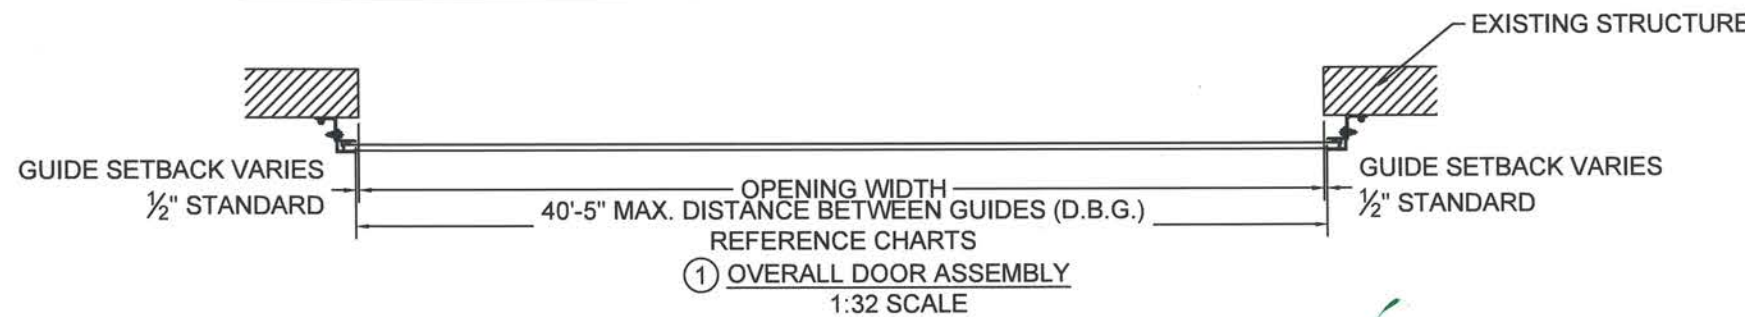 EXISTING STRUCTURE
GUIDE SETBACK VARIES
½" STANDARD
OPENING WIDTH
40'-5" MAX. DISTANCE BETWEEN GUIDES (D.B.G.)
REFERENCE CHARTS
GUIDE SETBACK VARIES
½" STANDARD
1 OVERALL DOOR ASSEMBLY
1:32 SCALE